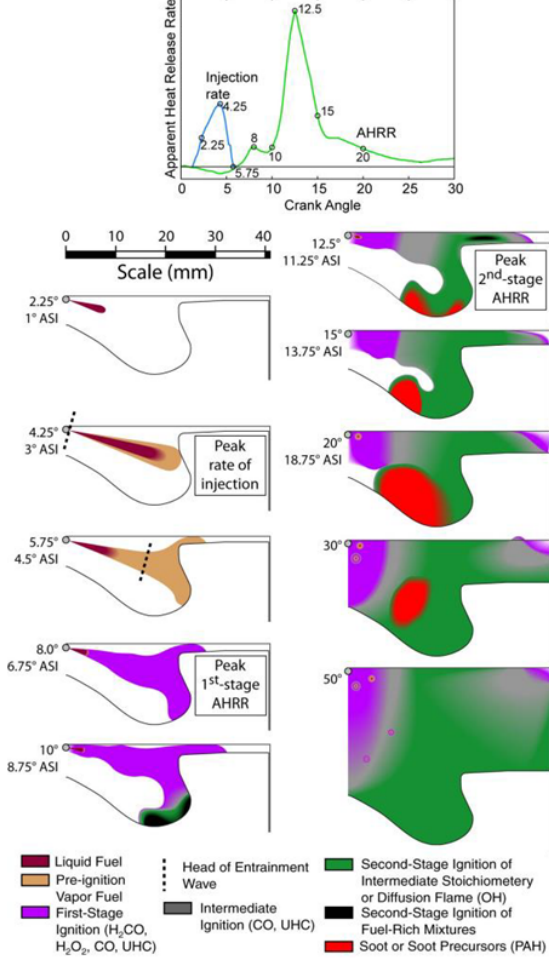 Apparent Heat Release Rate
12.5
Injection
rate
4.25
2.25
5.75
8
10
15
AHRR
20
0
5
10
15
20
25
30
Crank Angle
0
10
20
30
40
Scale (mm)
2.25°
1° ASI
4.25°
3° ASI
Peak
rate of
injection
5.75°
4.5° ASI
8.0°
6.75° ASI
Peak
1st-stage
AHRR
10°
8.75° ASI
12.5°
11.25° ASI
Peak
2nd-stage
AHRR
15°
13.75° ASI
20°
18.75° ASI
30°
50°
Liquid Fuel
Pre-ignition
Vapor Fuel
First-Stage
Ignition (H2CO,
H2O2, CO, UHC)
Head of Entrainment
Wave
Intermediate
Ignition (CO, UHC)
Second-Stage Ignition of
Intermediate Stoichiometery
or Diffusion Flame (OH)
Second-Stage Ignition of
Fuel-Rich Mixtures
Soot or Soot Precursors (PAH)